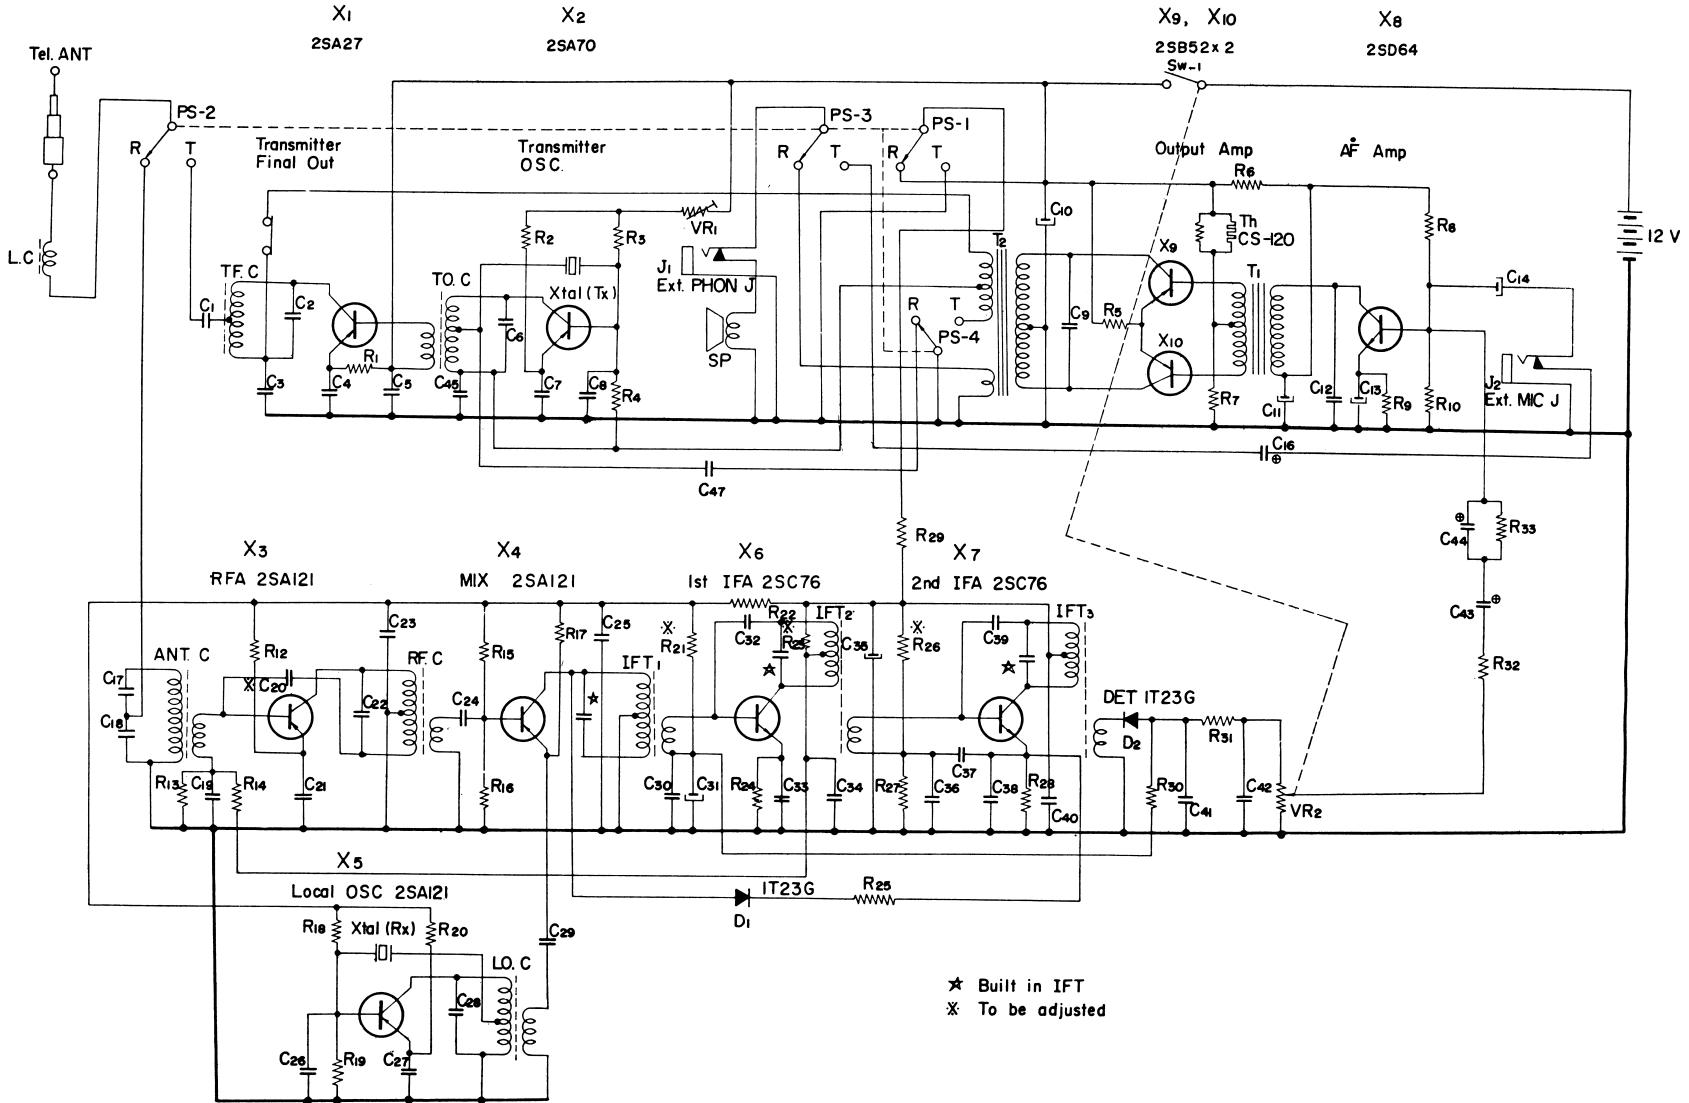 X1
2SA27
X2
2SA70
X9, X10
2SB52x2
X8
2SD64
Tel. ANT
Sw-1
PS-2
PS-3
PS-1
R
T
Transmitter
Final Out
Transmitter
OSC.
R
T
R
T
Output Amp
AF Amp
R6
C10
Th
CS-120
R8
R2
R3
VR1
12 V
L.C
TF. C
TO. C
J1
Ext. PHON J
T2
X9
T1
C14
C1
C2
Xtal (Tx)
R
T
C6
SP
PS-4
C9
R5
X10
R1
C3
C4
C5
C45
C7
C8
R4
R7
C11
C12
C13
R9
R10
J2
Ext. MIC J
C16
C47
R29
C44
R33
X3
RFA 2SA121
X4
MIX 2SA121
X6
1st IFA 2SC76
X7
2nd IFA 2SC76
C43
C23
R17
C25
※
R21
C32
R22
※
R23
IFT2
C35
※
R26
C39
IFT3
R12
ANT. C
RF. C
R15
IFT1
☆
☆
☆
R32
C17
※ C20
C22
C24
C18
DET 1T23G
D2
R31
R13
C19
R14
C21
R16
C30
C31
R24
C33
C34
R27
C36
C37
C38
R28
C40
R30
C41
C42
VR2
X5
Local OSC 2SA121
1T23G
D1
R25
R18
Xtal (Rx)
R20
C29
LO. C
C28
C26
R19
C27
☆ Built in IFT
※ To be adjusted